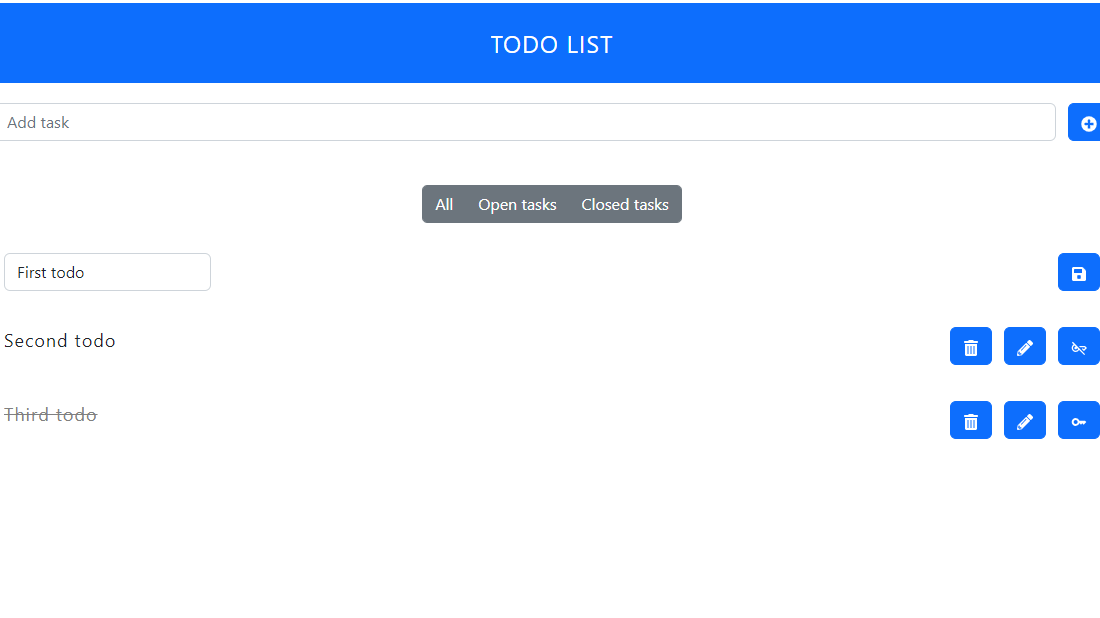 TODO LIST
Add task
All Open tasks Closed tasks
First todo
Second todo
Third todo